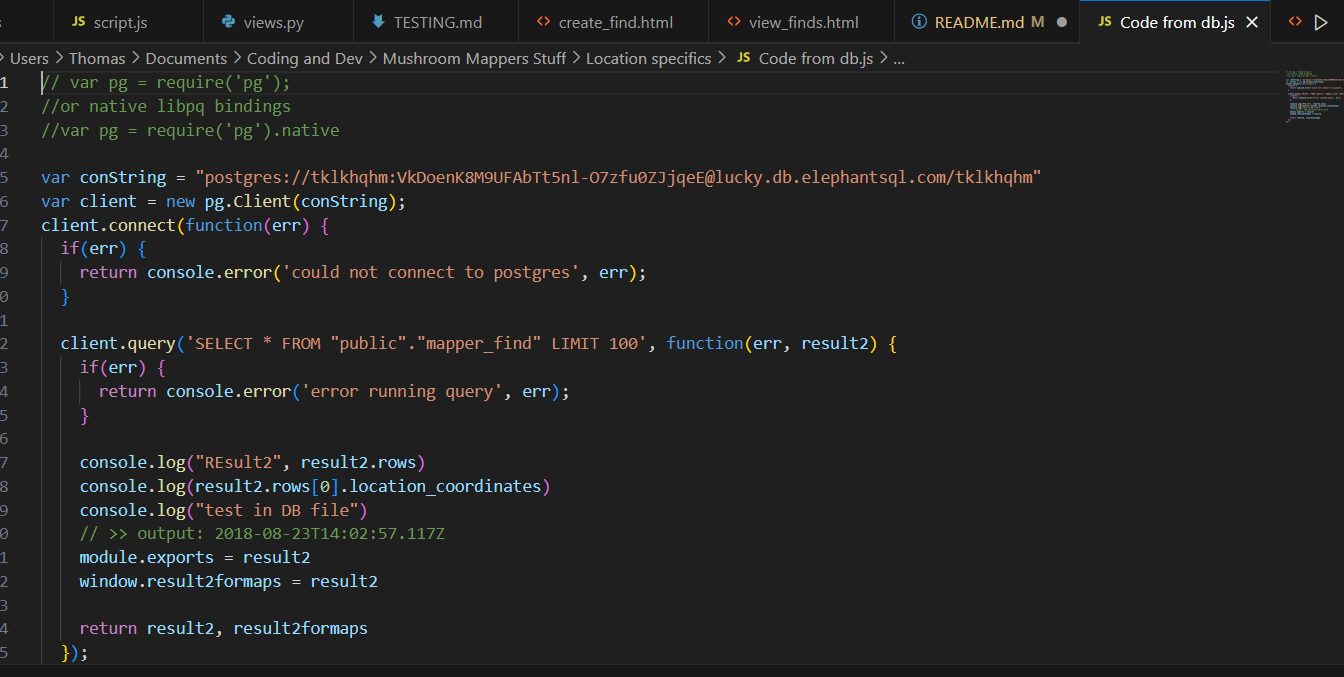 JS script.js views.py TESTING.md <> create_find.html <> view_finds.html README.md M ● JS Code from db.js × <>
> Users > Thomas > Documents > Coding and Dev > Mushroom Mappers Stuff > Location specifics > JS Code from db.js > ...
1 // var pg = require('pg');
2 //or native libpq bindings
3 //var pg = require('pg').native
4
5 var conString = "postgres://tklkhqhm:VkDoenK8M9UFAbTt5nl-O7zfu0ZJjqeE@lucky.db.elephantsql.com/tklkhqhm"
6 var client = new pg.Client(conString);
7 client.connect(function(err) {
8 if(err) {
9 return console.error('could not connect to postgres', err);
0 }
1
2 client.query('SELECT * FROM "public"."mapper_find" LIMIT 100', function(err, result2) {
3 if(err) {
4 return console.error('error running query', err);
5 }
6
7 console.log("REsult2", result2.rows)
8 console.log(result2.rows[0].location_coordinates)
9 console.log("test in DB file")
0 // >> output: 2018-08-23T14:02:57.117Z
1 module.exports = result2
2 window.result2formaps = result2
3
4 return result2, result2formaps
5 });